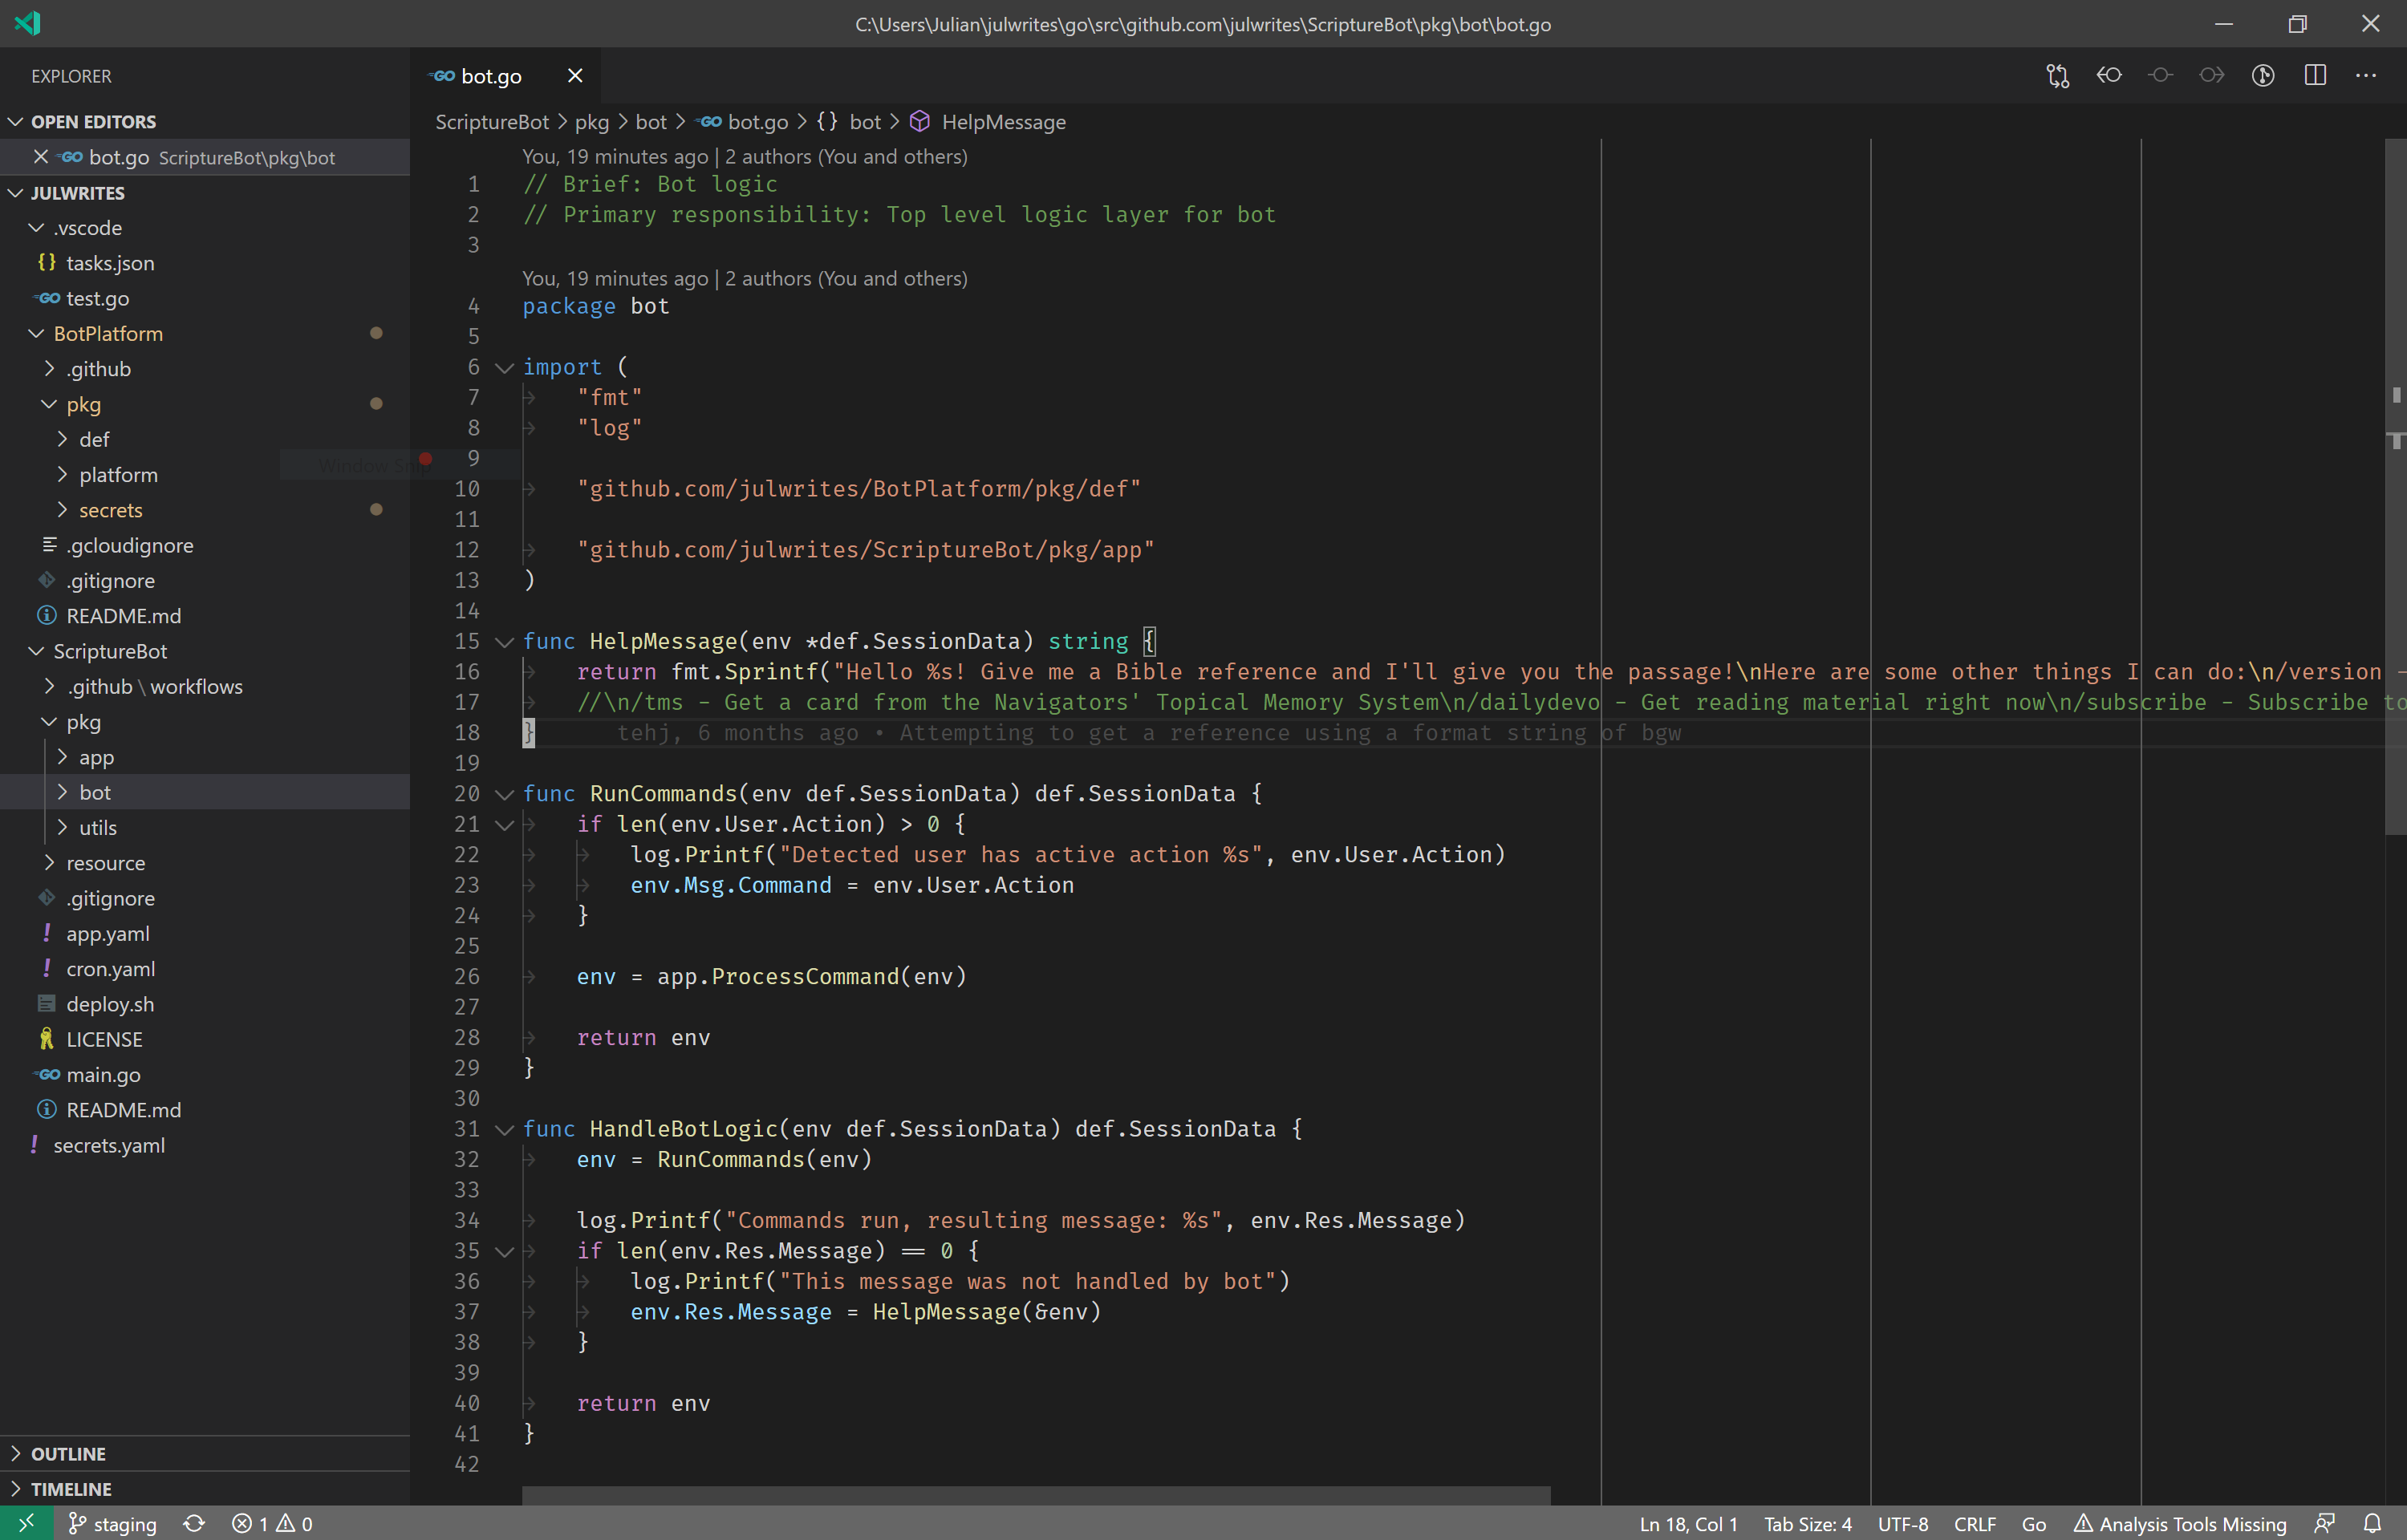 C:\Users\Julian\julwrites\go\src\github.com\julwrites\ScriptureBot\pkg\bot\bot.go
EXPLORER
OPEN EDITORS
bot.go ScriptureBot\pkg\bot
JULWRITES
.vscode
tasks.json
test.go
BotPlatform
.github
pkg
def
platform
secrets
.gcloudignore
.gitignore
README.md
ScriptureBot
.github \ workflows
pkg
app
bot
utils
resource
.gitignore
app.yaml
cron.yaml
deploy.sh
LICENSE
main.go
README.md
secrets.yaml
OUTLINE
TIMELINE
Window Snip
bot.go
ScriptureBot > pkg > bot > bot.go > {} bot > HelpMessage
You, 19 minutes ago | 2 authors (You and others)
1 // Brief: Bot logic
2 // Primary responsibility: Top level logic layer for bot
3
You, 19 minutes ago | 2 authors (You and others)
4 package bot
5
6 import (
7 "fmt"
8 "log"
9
10 "github.com/julwrites/BotPlatform/pkg/def"
11
12 "github.com/julwrites/ScriptureBot/pkg/app"
13 )
14
15 func HelpMessage(env *def.SessionData) string {
16 return fmt.Sprintf("Hello %s! Give me a Bible reference and I'll give you the passage!\nHere are some other things I can do:\n/version -
17 //\n/tms - Get a card from the Navigators' Topical Memory System\n/dailydevo - Get reading material right now\n/subscribe - Subscribe to
18 } tehj, 6 months ago • Attempting to get a reference using a format string of bgw
19
20 func RunCommands(env def.SessionData) def.SessionData {
21 if len(env.User.Action) > 0 {
22 log.Printf("Detected user has active action %s", env.User.Action)
23 env.Msg.Command = env.User.Action
24 }
25
26 env = app.ProcessCommand(env)
27
28 return env
29 }
30
31 func HandleBotLogic(env def.SessionData) def.SessionData {
32 env = RunCommands(env)
33
34 log.Printf("Commands run, resulting message: %s", env.Res.Message)
35 if len(env.Res.Message) == 0 {
36 log.Printf("This message was not handled by bot")
37 env.Res.Message = HelpMessage(&env)
38 }
39
40 return env
41 }
42
staging 1 0 Ln 18, Col 1 Tab Size: 4 UTF-8 CRLF Go Analysis Tools Missing